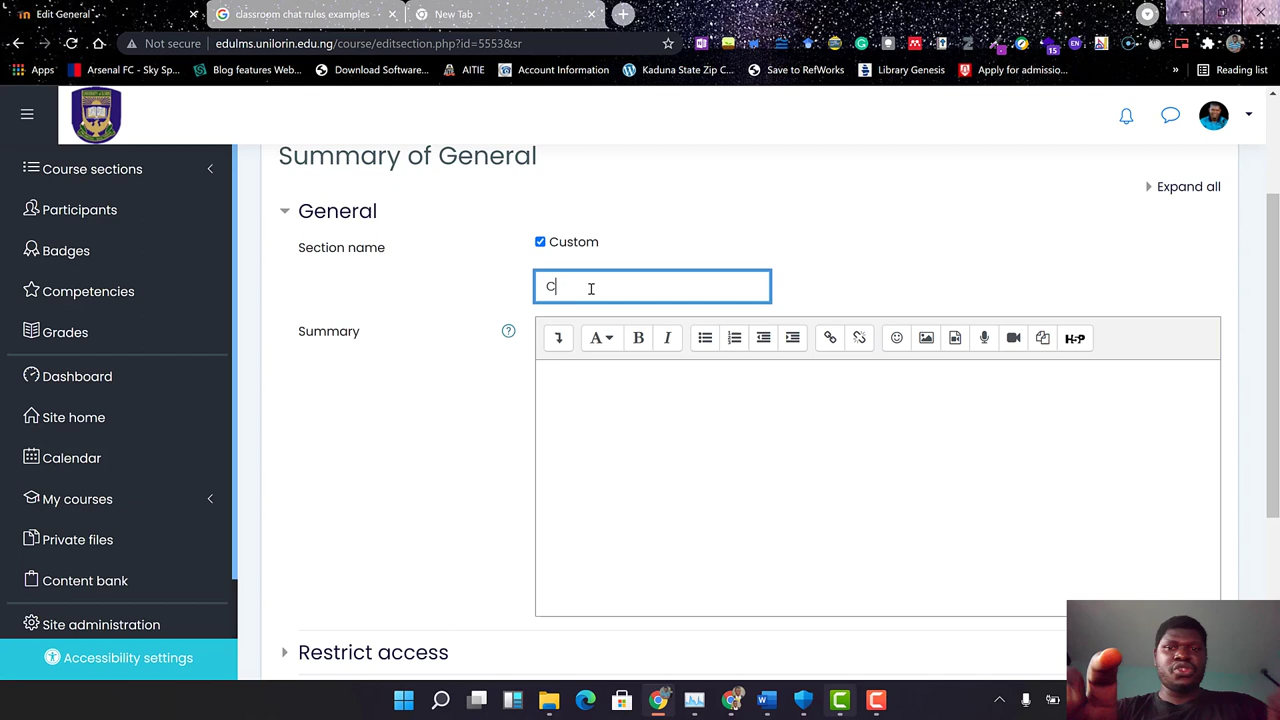 Edit General
classroom chat rules examples
New Tab
Not secure
edulms.unilorin.edu.ng/course/editsection.php?id=5553&sr
15
EN
Apps
Arsenal FC - Sky Sp...
Blog features Web...
Download Software...
AITIE
Account Information
Kaduna State Zip C...
Save to RefWorks
Library Genesis
Apply for admissio...
»
Reading list
Summary of General
Expand all
General
Section name
Custom
C
Summary
A
B
I
H-P
Restrict access
Course sections
Participants
Badges
Competencies
Grades
Dashboard
Site home
Calendar
My courses
Private files
Content bank
Site administration
Accessibility settings